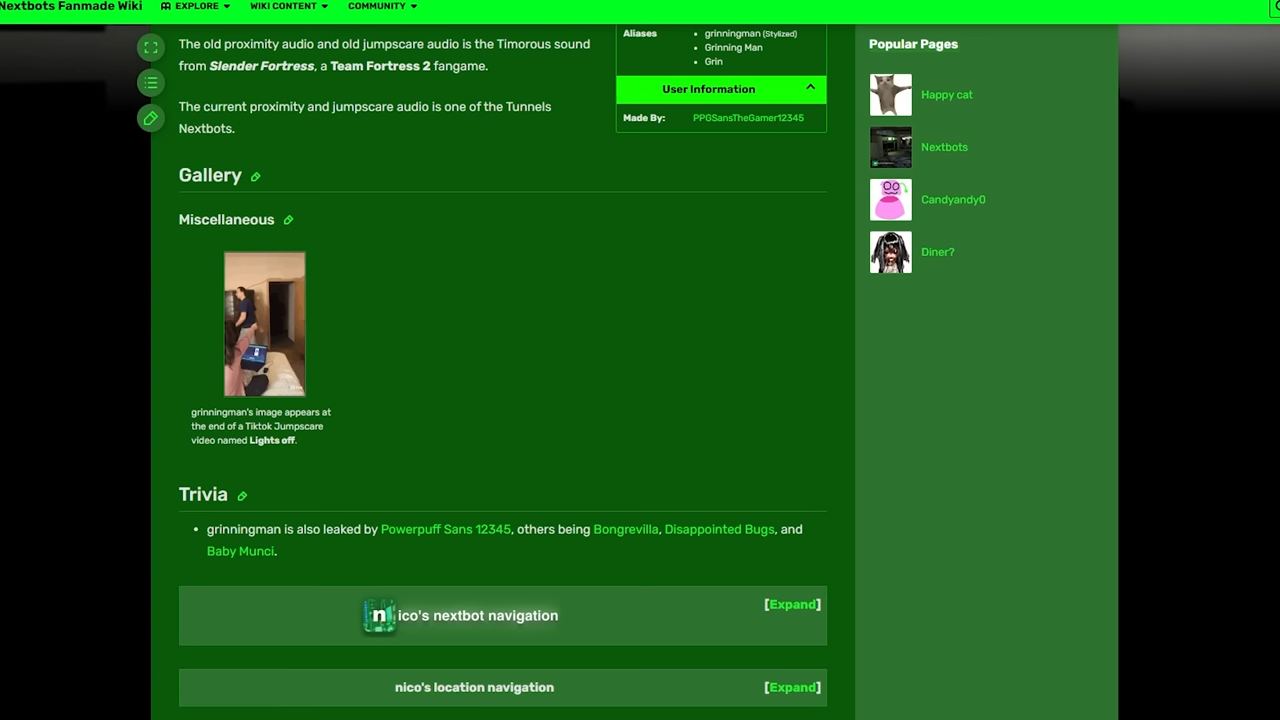 Nextbots Fanmade Wiki
EXPLORE
WIKI CONTENT
COMMUNITY
The old proximity audio and old jumpscare audio is the Timorous sound
from Slender Fortress, a Team Fortress 2 fangame.
The current proximity and jumpscare audio is one of the Tunnels
Nextbots.
Aliases
grinningman (Stylized)
Grinning Man
Grin
User Information
Made By: PPGSansTheGamer12345
Gallery
Miscellaneous
grinningman's image appears at
the end of a Tiktok Jumpscare
video named Lights off.
Trivia
• grinningman is also leaked by Powerpuff Sans 12345, others being Bongrevilla, Disappointed Bugs, and
Baby Munci.
nico's nextbot navigation
[Expand]
nico's location navigation
[Expand]
Popular Pages
Happy cat
Nextbots
Candyandy0
Diner?